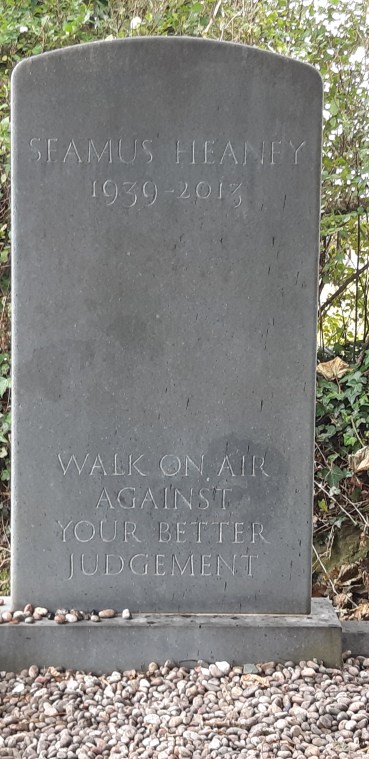 SEAMUS HEANEY
1939-2013
WALK ON AIR
AGAINST
YOUR BETTER
JUDGEMENT